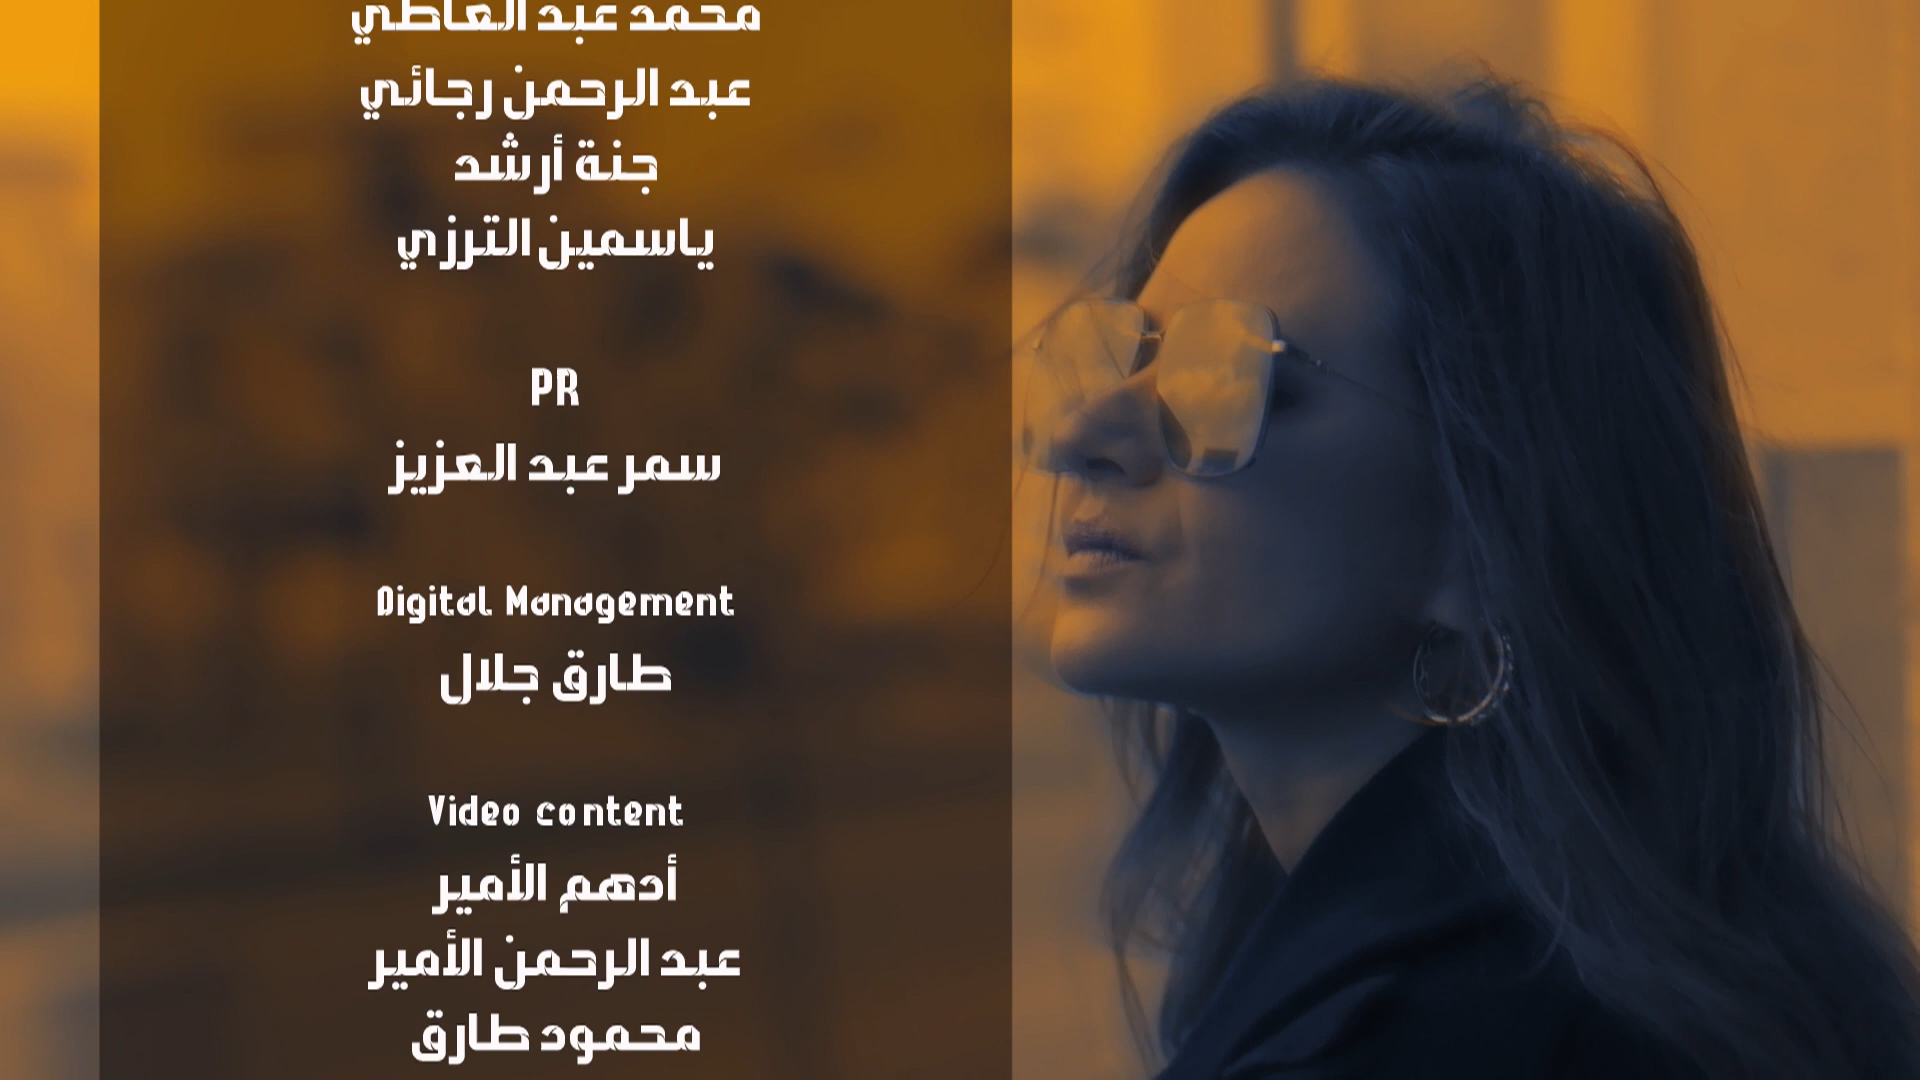 محمد عبد العاطي
عبد الرحمن رجائي
جنة أرشد
ياسمين الترزي
PR
سمر عبد العزيز
Digital Management
طارق جلال
Video content
أدهم الأمير
عبد الرحمن الأمير
محمود طارق